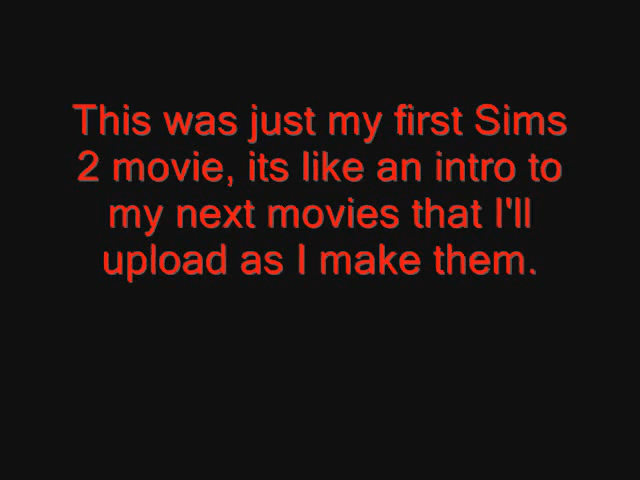 This was just my first Sims
2 movie, its like an intro to
my next movies that I'll
upload as I make them.